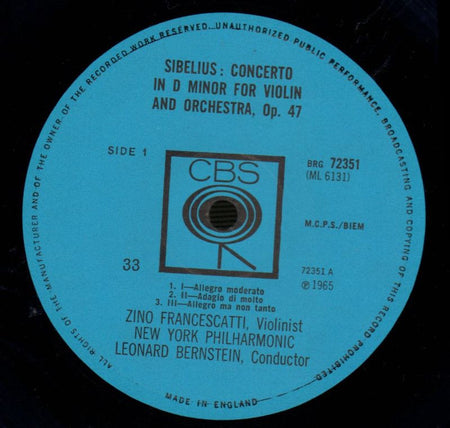 ALL RIGHTS OF THE MANUFACTURER AND OF THE OWNER OF THE RECORDED WORK RESERVED. UNAUTHORIZED PUBLIC PERFORMANCE, BROADCASTING AND COPYING OF THIS RECORD PROHIBITED
SIBELIUS: CONCERTO
IN D MINOR FOR VIOLIN
AND ORCHESTRA, Op. 47
SIDE 1
CBS
BRG 72351
(ML 6131)
M.C.P.S./BIEM
33
72351 A
℗ 1965
1. I—Allegro moderato
2. II—Adagio di molto
3. III—Allegro ma non tanto
ZINO FRANCESCATTI, Violinist
NEW YORK PHILHARMONIC
LEONARD BERNSTEIN, Conductor
MADE IN ENGLAND